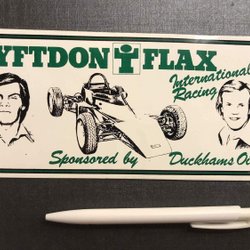 YFTDON FLAX
International
Racing
Sponsored by Duckhams